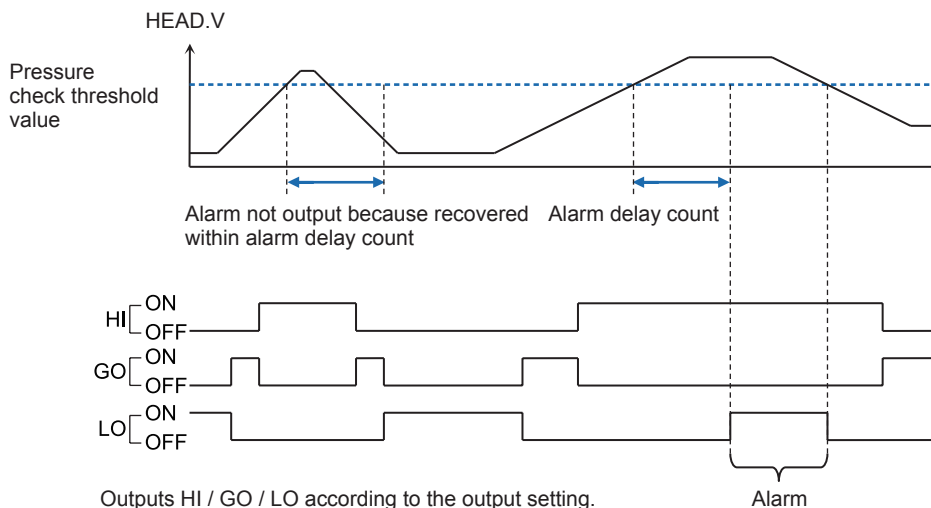 HEAD.V
Pressure
check threshold
value
Alarm not output because recovered
within alarm delay count
Alarm delay count
HI
ON
OFF
GO
ON
OFF
LO
ON
OFF
Outputs HI / GO / LO according to the output setting.
Alarm